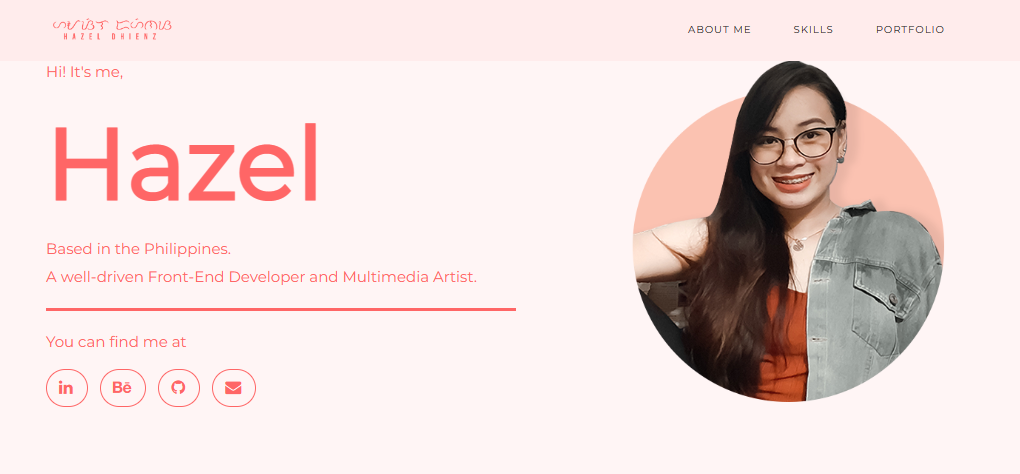 HAZEL DHIENZ
ABOUT ME
SKILLS
PORTFOLIO
Hi! It's me,
Hazel
Based in the Philippines.
A well-driven Front-End Developer and Multimedia Artist.
You can find me at
in
Bē